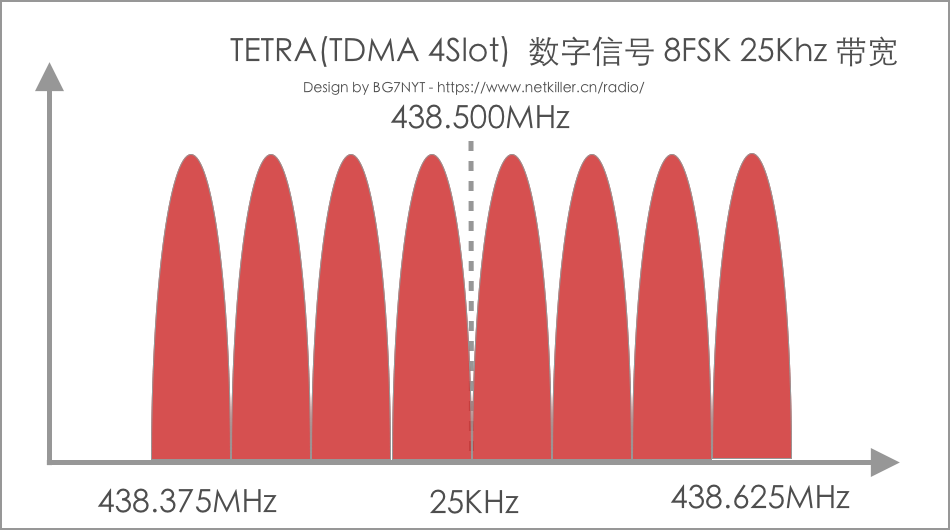 TETRA(TDMA 4Slot) 数字信号 8FSK 25Khz 带宽
Design by BG7NYT - https://www.netkiller.cn/radio/
438.500MHz
438.375MHz 25KHz 438.625MHz